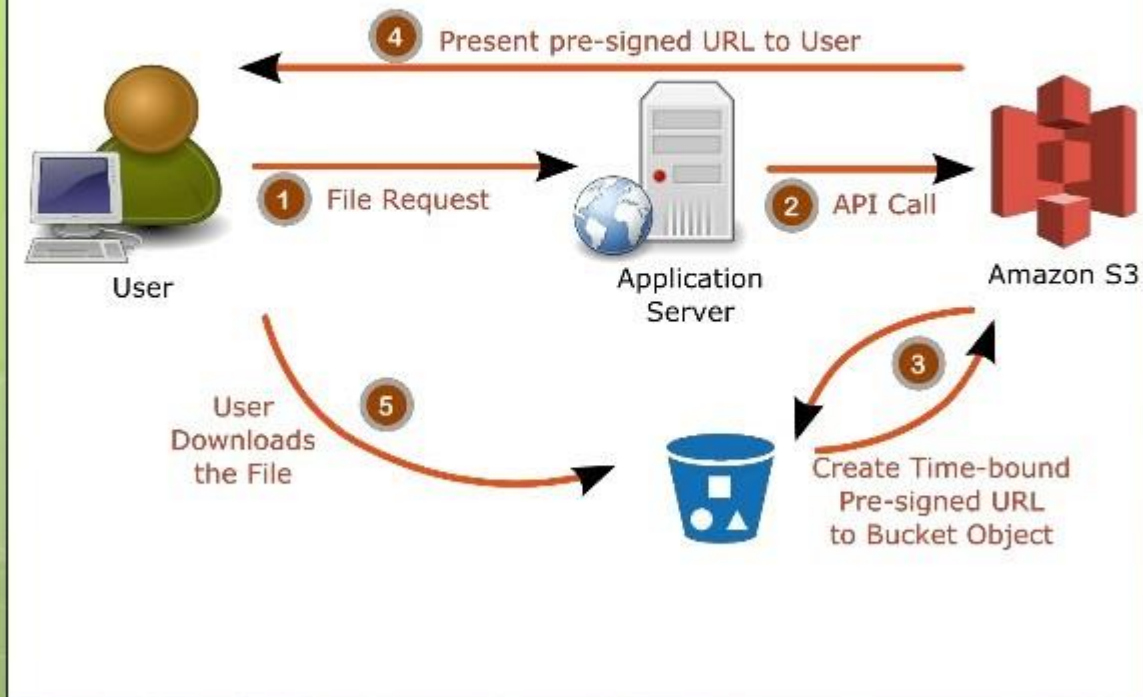 4 Present pre-signed URL to User
1 File Request
2 API Call
User
Application
Server
Amazon S3
3
Create Time-bound
Pre-signed URL
to Bucket Object
5
User
Downloads
the File